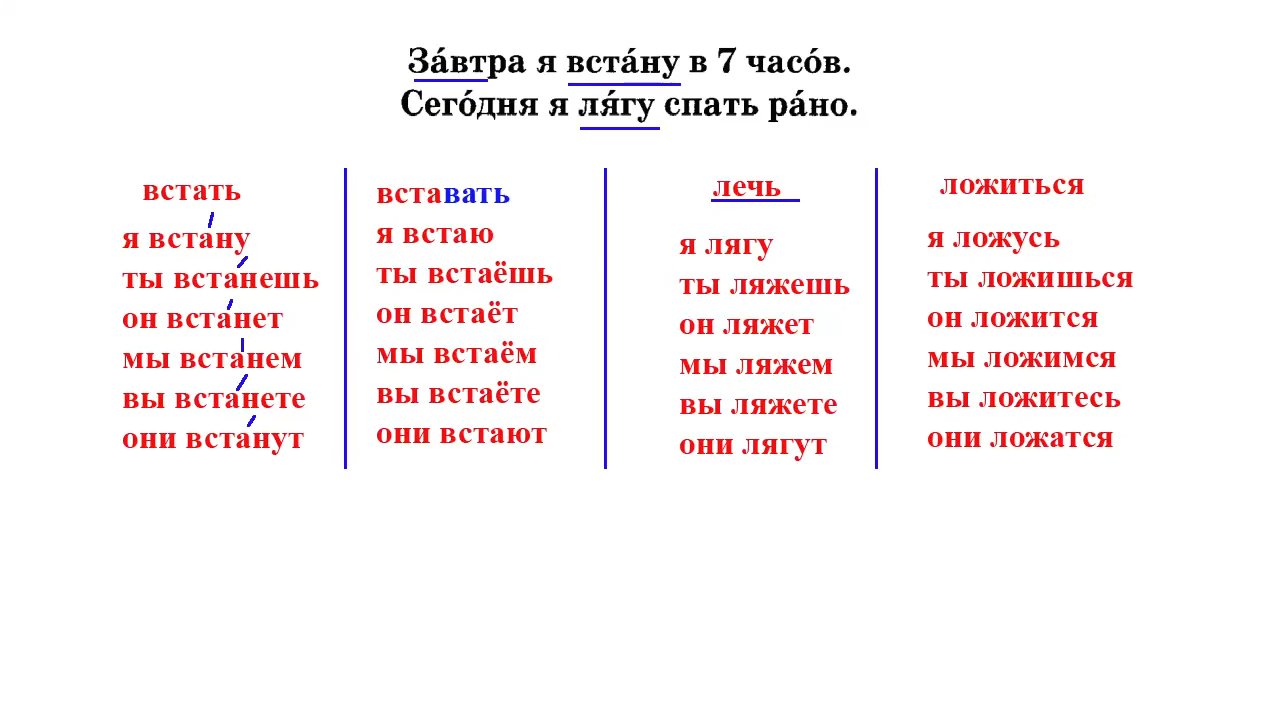 За́втра я вста́ну в 7 часо́в.
Сего́дня я ля́гу спать ра́но.
встать
я встану
ты встанешь
он встанет
мы встанем
вы встанете
они встанут
вставать
я встаю
ты встаёшь
он встаёт
мы встаём
вы встаёте
они встают
лечь
я лягу
ты ляжешь
он ляжет
мы ляжем
вы ляжете
они лягут
ложиться
я ложусь
ты ложишься
он ложится
мы ложимся
вы ложитесь
они ложатся